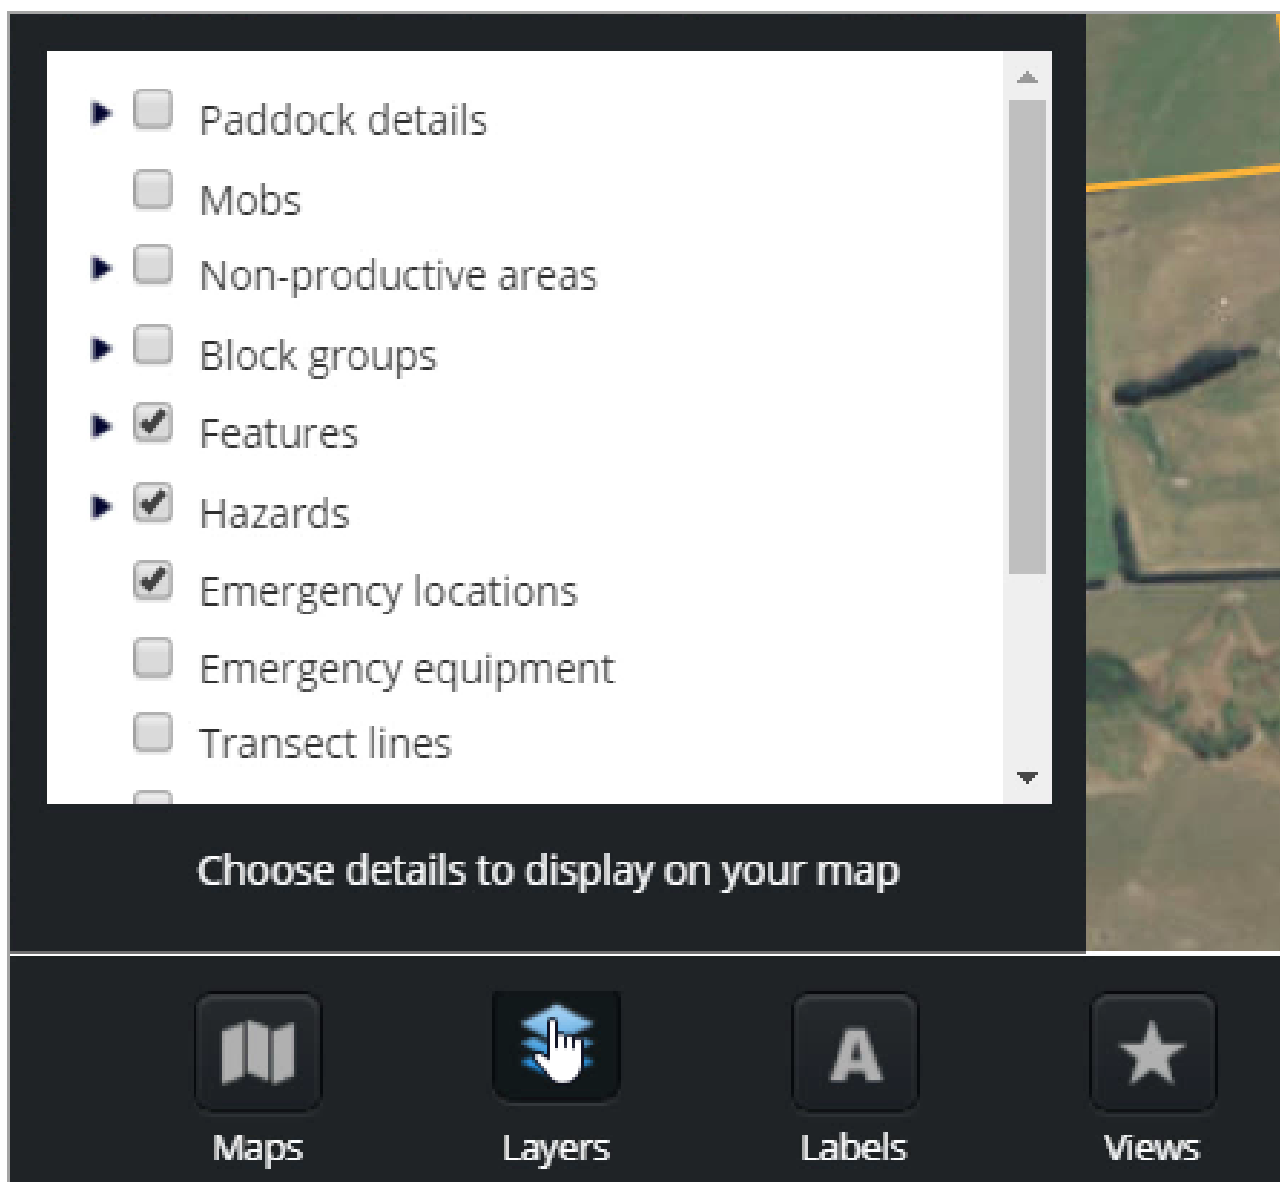 Paddock details
Mobs
Non-productive areas
Block groups
Features
Hazards
Emergency locations
Emergency equipment
Transect lines
Choose details to display on your map
A
Maps
Layers
Labels
Views